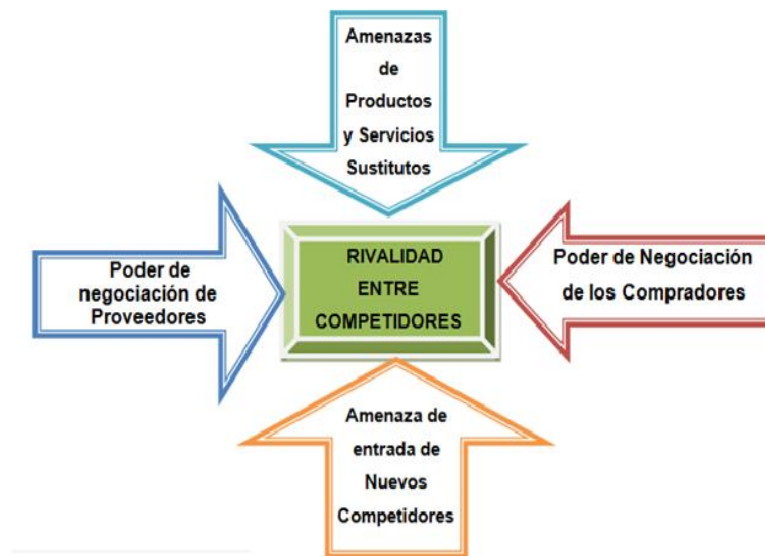 Amenazas
de
Productos
y Servicios
Sustitutos
Poder de
negociación de
Proveedores
RIVALIDAD
ENTRE
COMPETIDORES
Poder de Negociación
de los Compradores
Amenaza de
entrada de
Nuevos
Competidores